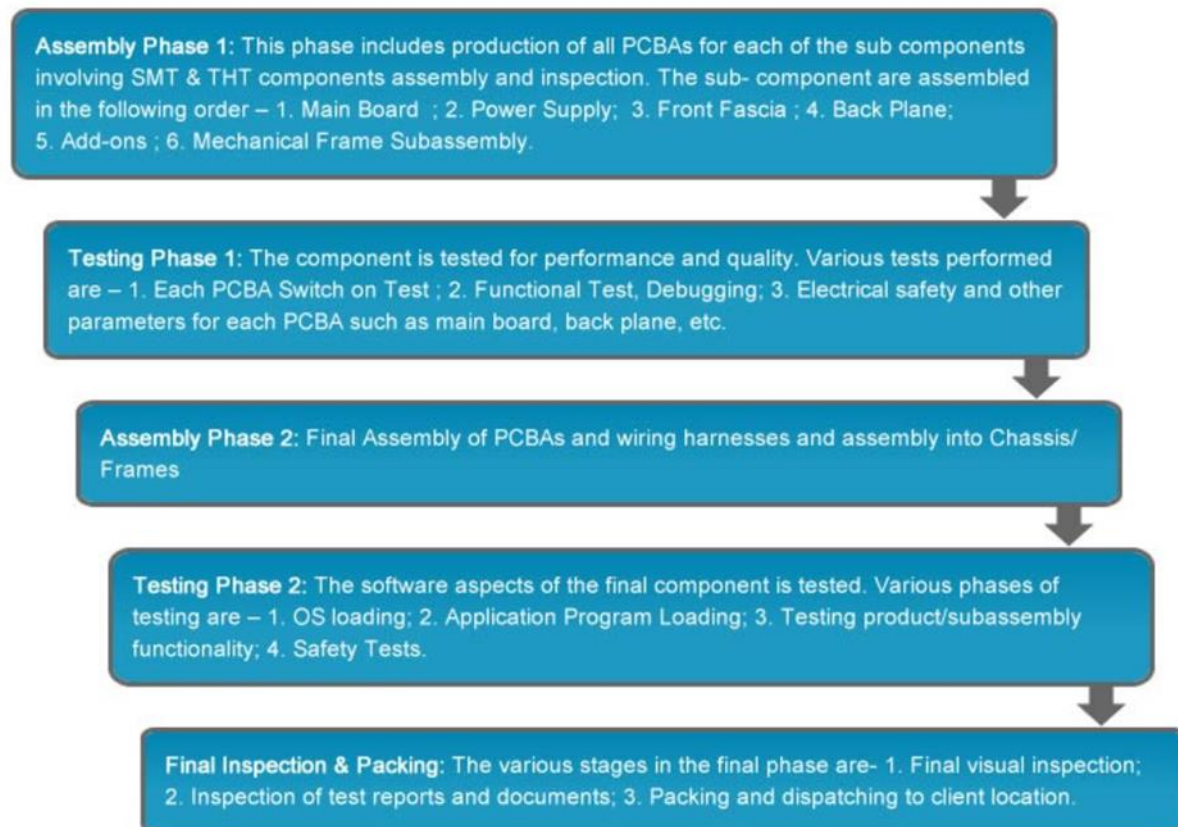 Assembly Phase 1: This phase includes production of all PCBAs for each of the sub components
involving SMT & THT components assembly and inspection. The sub- component are assembled
in the following order – 1. Main Board ; 2. Power Supply; 3. Front Fascia ; 4. Back Plane;
5. Add-ons ; 6. Mechanical Frame Subassembly.
Testing Phase 1: The component is tested for performance and quality. Various tests performed
are – 1. Each PCBA Switch on Test ; 2. Functional Test, Debugging; 3. Electrical safety and other
parameters for each PCBA such as main board, back plane, etc.
Assembly Phase 2: Final Assembly of PCBAs and wiring harnesses and assembly into Chassis/
Frames
Testing Phase 2: The software aspects of the final component is tested. Various phases of
testing are – 1. OS loading; 2. Application Program Loading; 3. Testing product/subassembly
functionality; 4. Safety Tests.
Final Inspection & Packing: The various stages in the final phase are- 1. Final visual inspection;
2. Inspection of test reports and documents; 3. Packing and dispatching to client location.